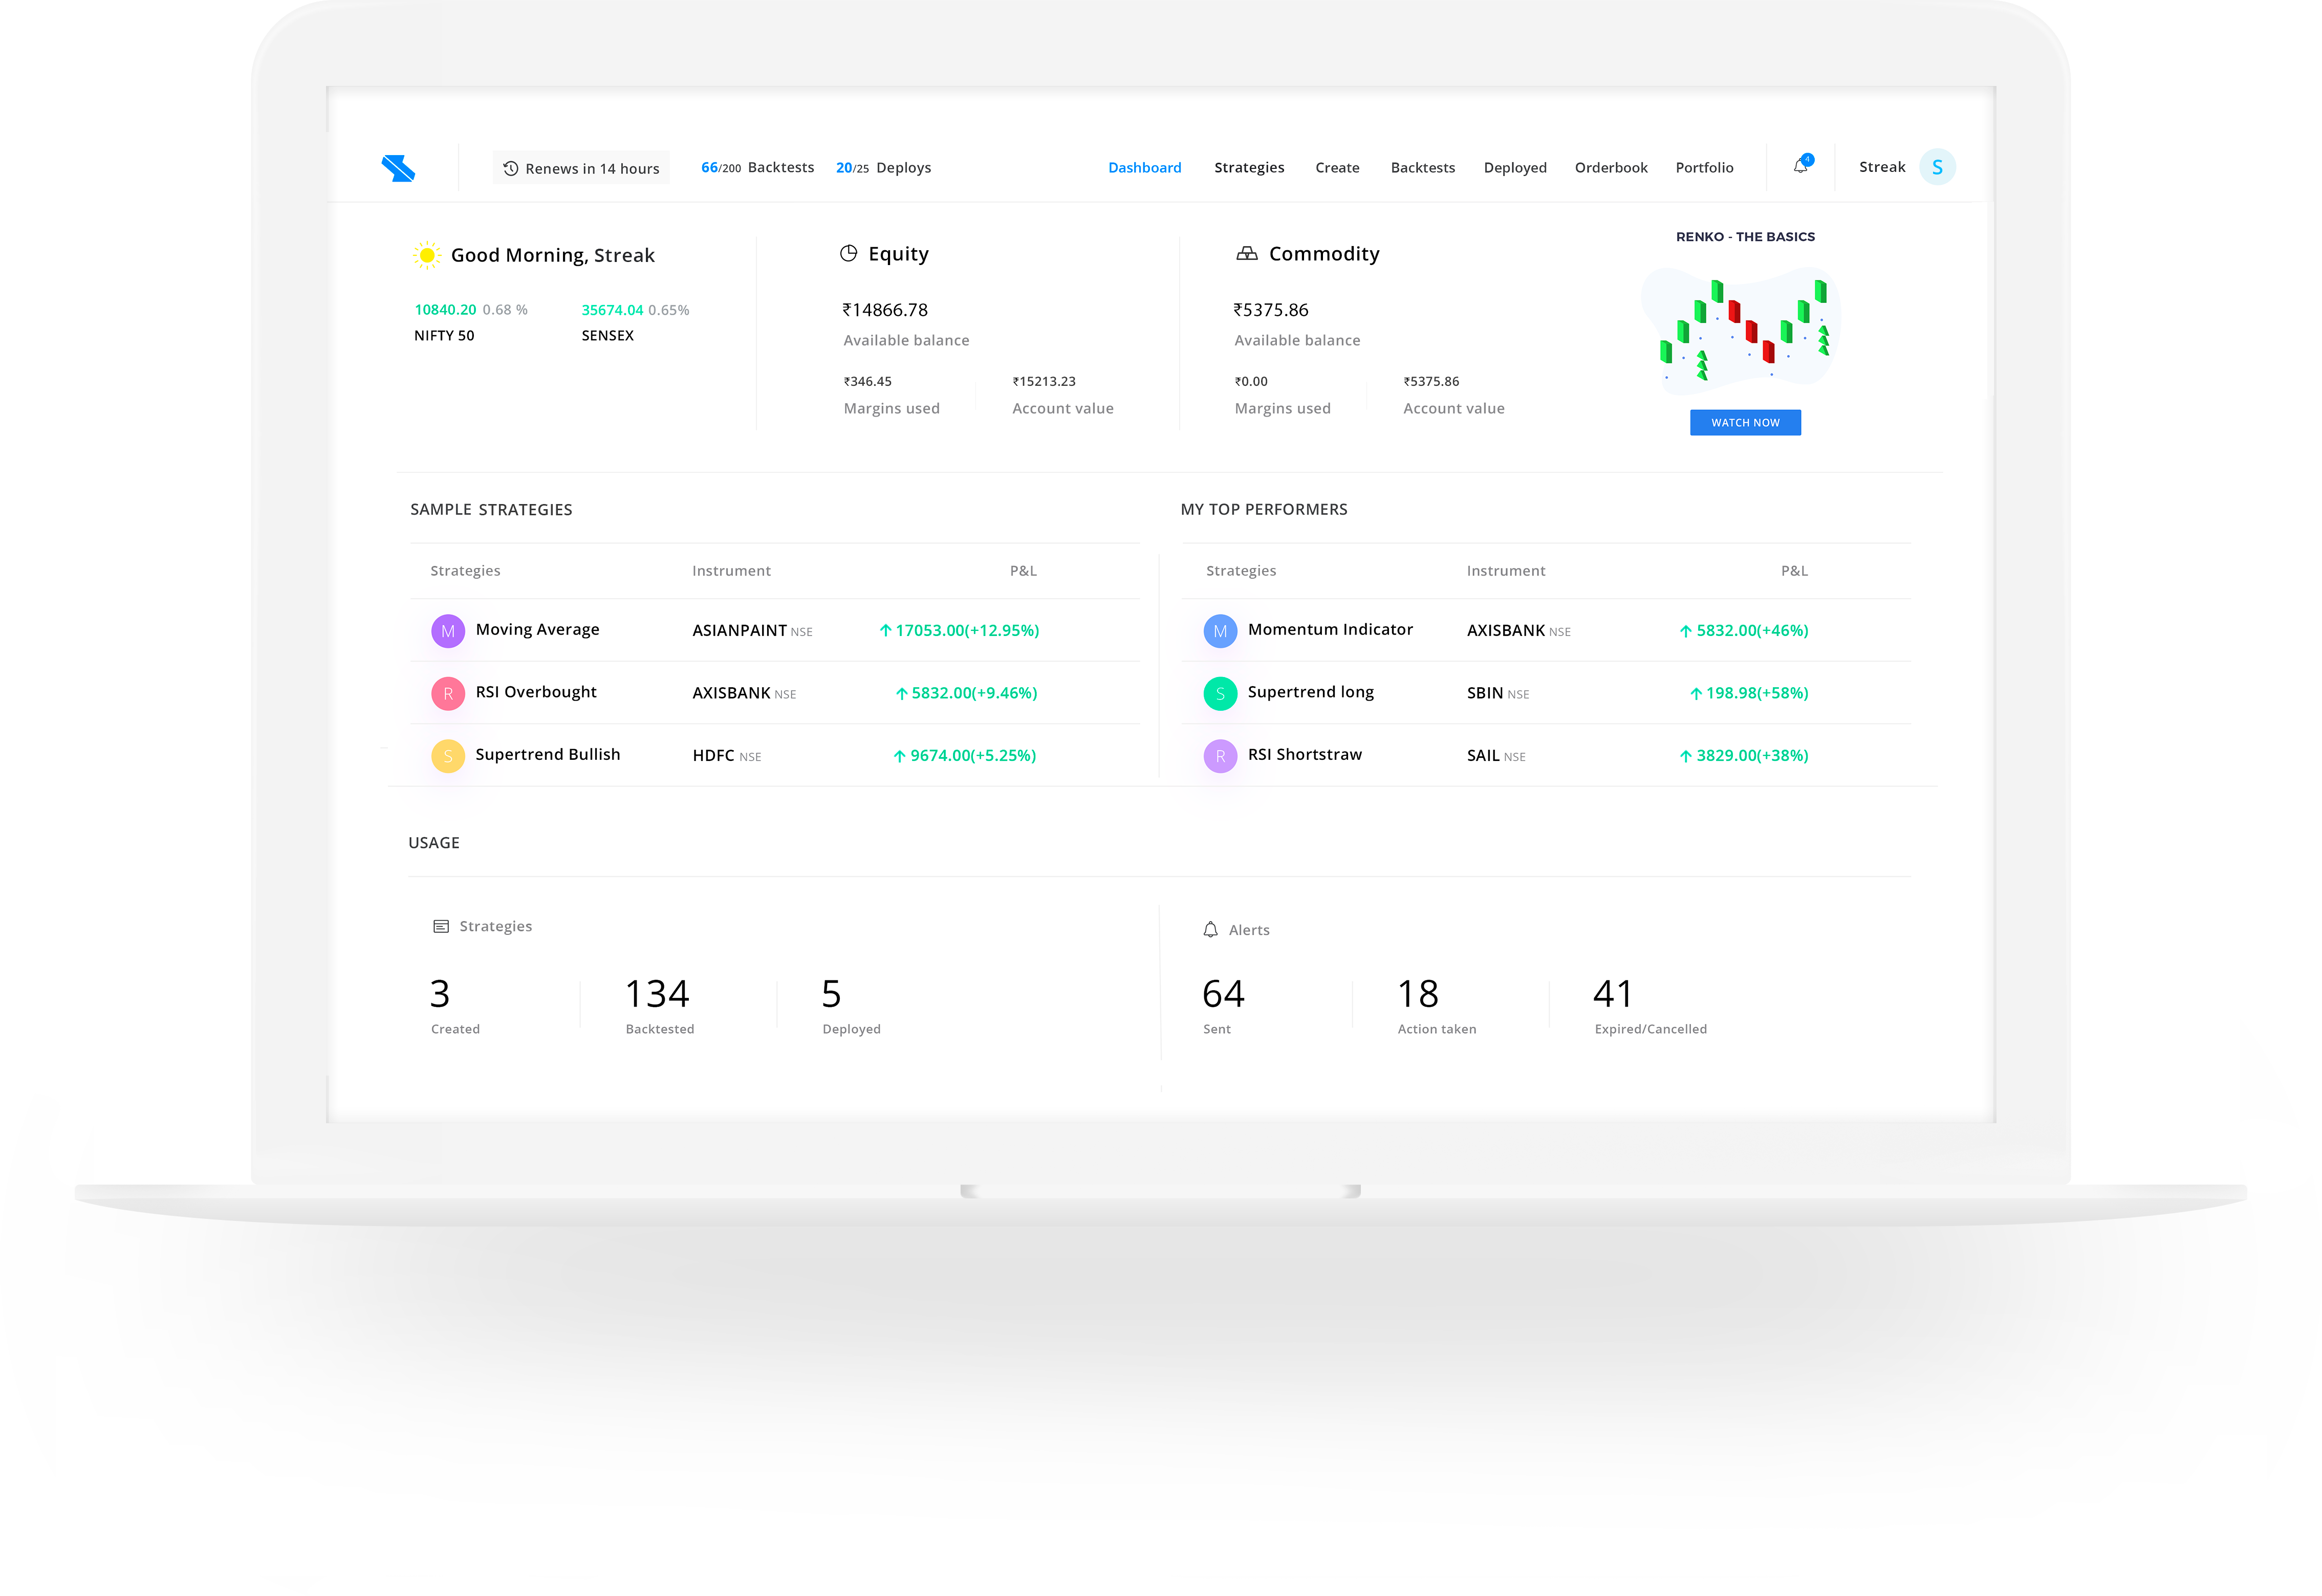 Renews in 14 hours 66/200 Backtests 20/25 Deploys Dashboard Strategies Create Backtests Deployed Orderbook Portfolio 4 Streak S
Good Morning, Streak
10840.20 0.68 % 35674.04 0.65%
NIFTY 50 SENSEX
Equity
₹14866.78
Available balance
₹346.45 ₹15213.23
Margins used Account value
Commodity
₹5375.86
Available balance
₹0.00 ₹5375.86
Margins used Account value
RENKO - THE BASICS
WATCH NOW
SAMPLE STRATEGIES
Strategies Instrument P&L
M Moving Average ASIANPAINT NSE ↑ 17053.00(+12.95%)
R RSI Overbought AXISBANK NSE ↑ 5832.00(+9.46%)
S Supertrend Bullish HDFC NSE ↑ 9674.00(+5.25%)
MY TOP PERFORMERS
Strategies Instrument P&L
M Momentum Indicator AXISBANK NSE ↑ 5832.00(+46%)
S Supertrend long SBIN NSE ↑ 198.98(+58%)
R RSI Shortstraw SAIL NSE ↑ 3829.00(+38%)
USAGE
Strategies
3 134 5
Created Backtested Deployed
Alerts
64 18 41
Sent Action taken Expired/Cancelled